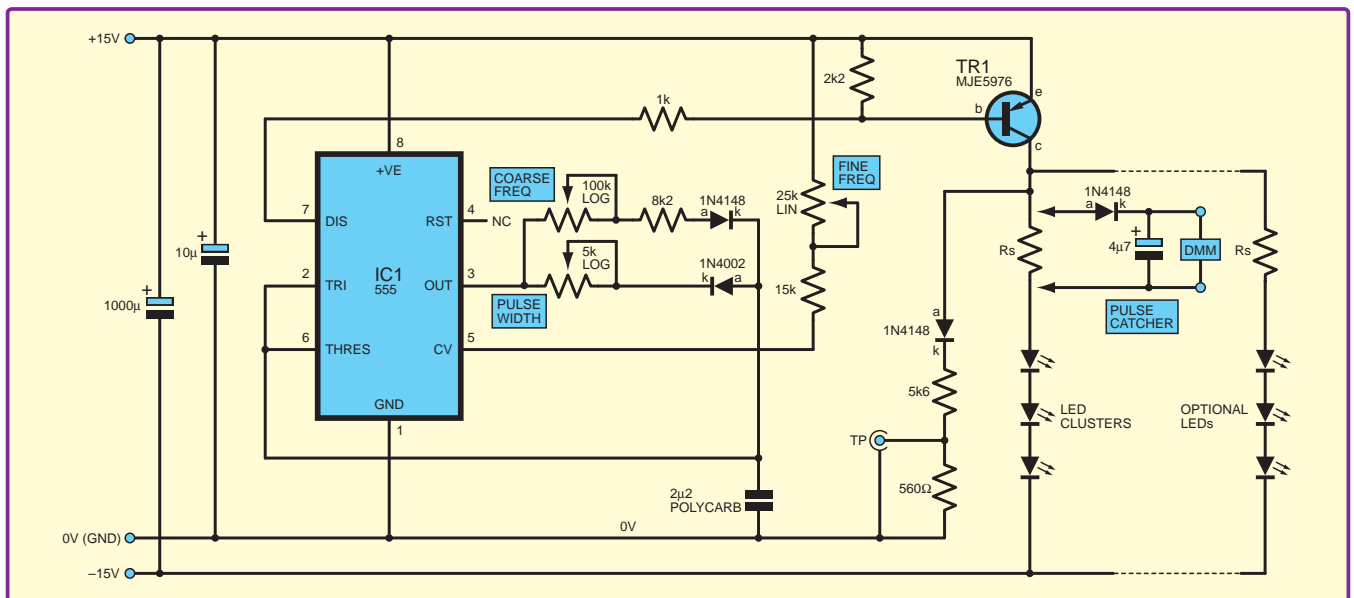 +15V
TR1
MJE5976
2k2
e
b
c
1k
8
+VE
COARSE
FREQ
100k
LOG
8k2
1N4148
a
k
25k
LIN
FINE
FREQ
1N4148
a
k
7
DIS
RST
4
NC
+
4µ7
DMM
Rs
Rs
+
10µ
5k
LOG
2
TRI
IC1
555
OUT
3
1N4002
k
a
15k
+
1000µ
PULSE
WIDTH
PULSE
CATCHER
a
1N4148
k
6
THRES
CV
5
5k6
GND
1
LED
CLUSTERS
OPTIONAL
LEDs
TP
560Ω
2µ2
POLYCARB
0V (GND)
0V
–15V